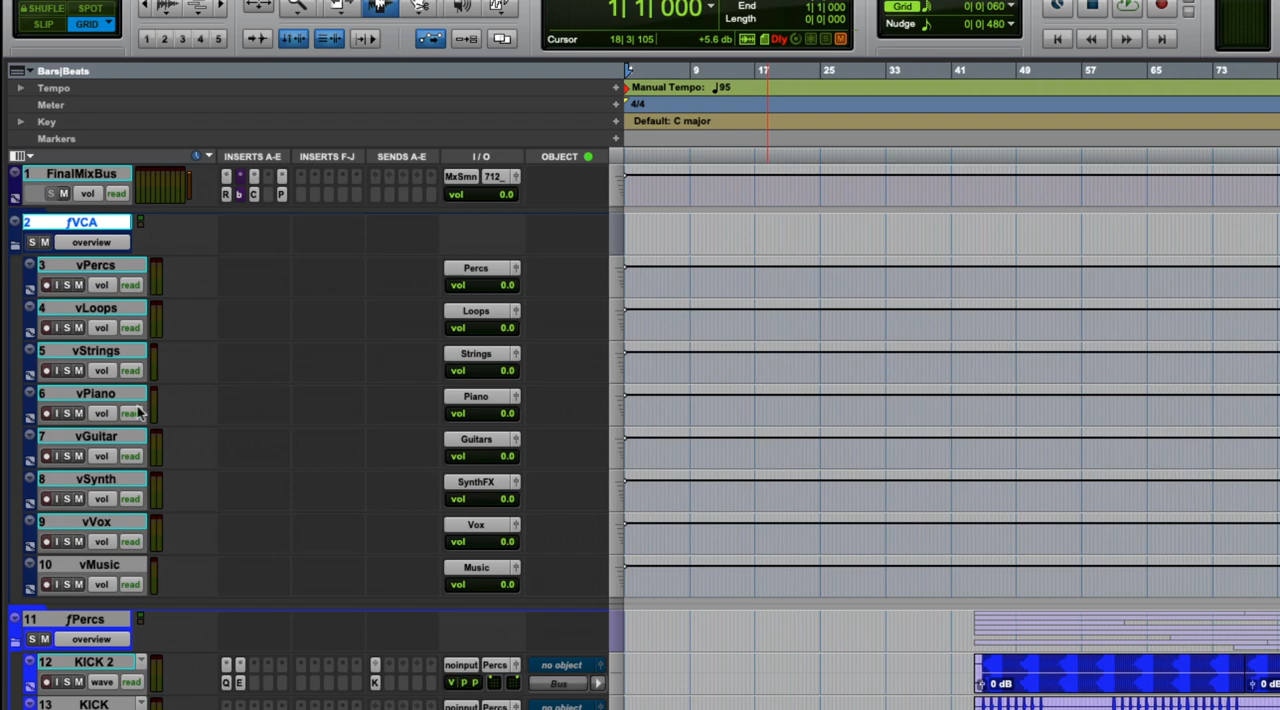 SHUFFLE SPOT
SLIP GRID
1 2 3 4 5
1| 1| 000
End 1| 1| 000
Length 0| 0| 000
Cursor 18| 3| 105 +5.6 db Dly S M
Grid 0| 0| 060
Nudge 0| 0| 480
Bars|Beats 9 17 25 33 41 49 57 65 73
Tempo + Manual Tempo: ♩95
Meter + 4/4
Key + Default: C major
Markers +
INSERTS A-E INSERTS F-J SENDS A-E I / O OBJECT
1 FinalMixBus MxSmn 712_
S M vol read R b C P vol 0.0
2 ƒVCA
S M overview
3 vPercs Percs
I S M vol read vol 0.0
4 vLoops Loops
I S M vol read vol 0.0
5 vStrings Strings
I S M vol read vol 0.0
6 vPiano Piano
I S M vol read vol 0.0
7 vGuitar Guitars
I S M vol read vol 0.0
8 vSynth SynthFX
I S M vol read vol 0.0
9 vVox Vox
I S M vol read vol 0.0
10 vMusic Music
I S M vol read vol 0.0
11 ƒPercs
S M overview
12 KICK 2 noinput Percs no object
I S M wave read Q E K V p p Bus 0 dB 0 dB
13 KICK noinput Percs no object